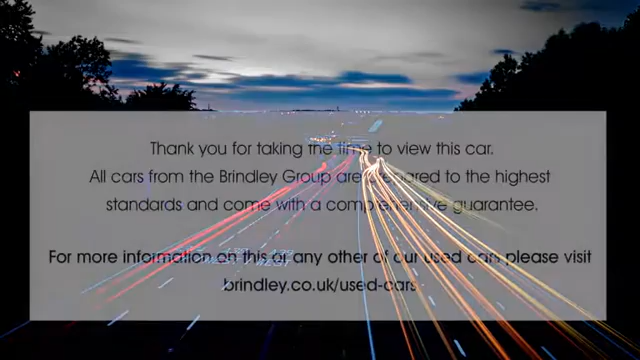 Thank you for taking the time to view this car.
All cars from the Brindley Group are prepared to the highest
standards and come with a comprehensive guarantee.
For more information on this or any other of our used cars please visit
brindley.co.uk/used-cars